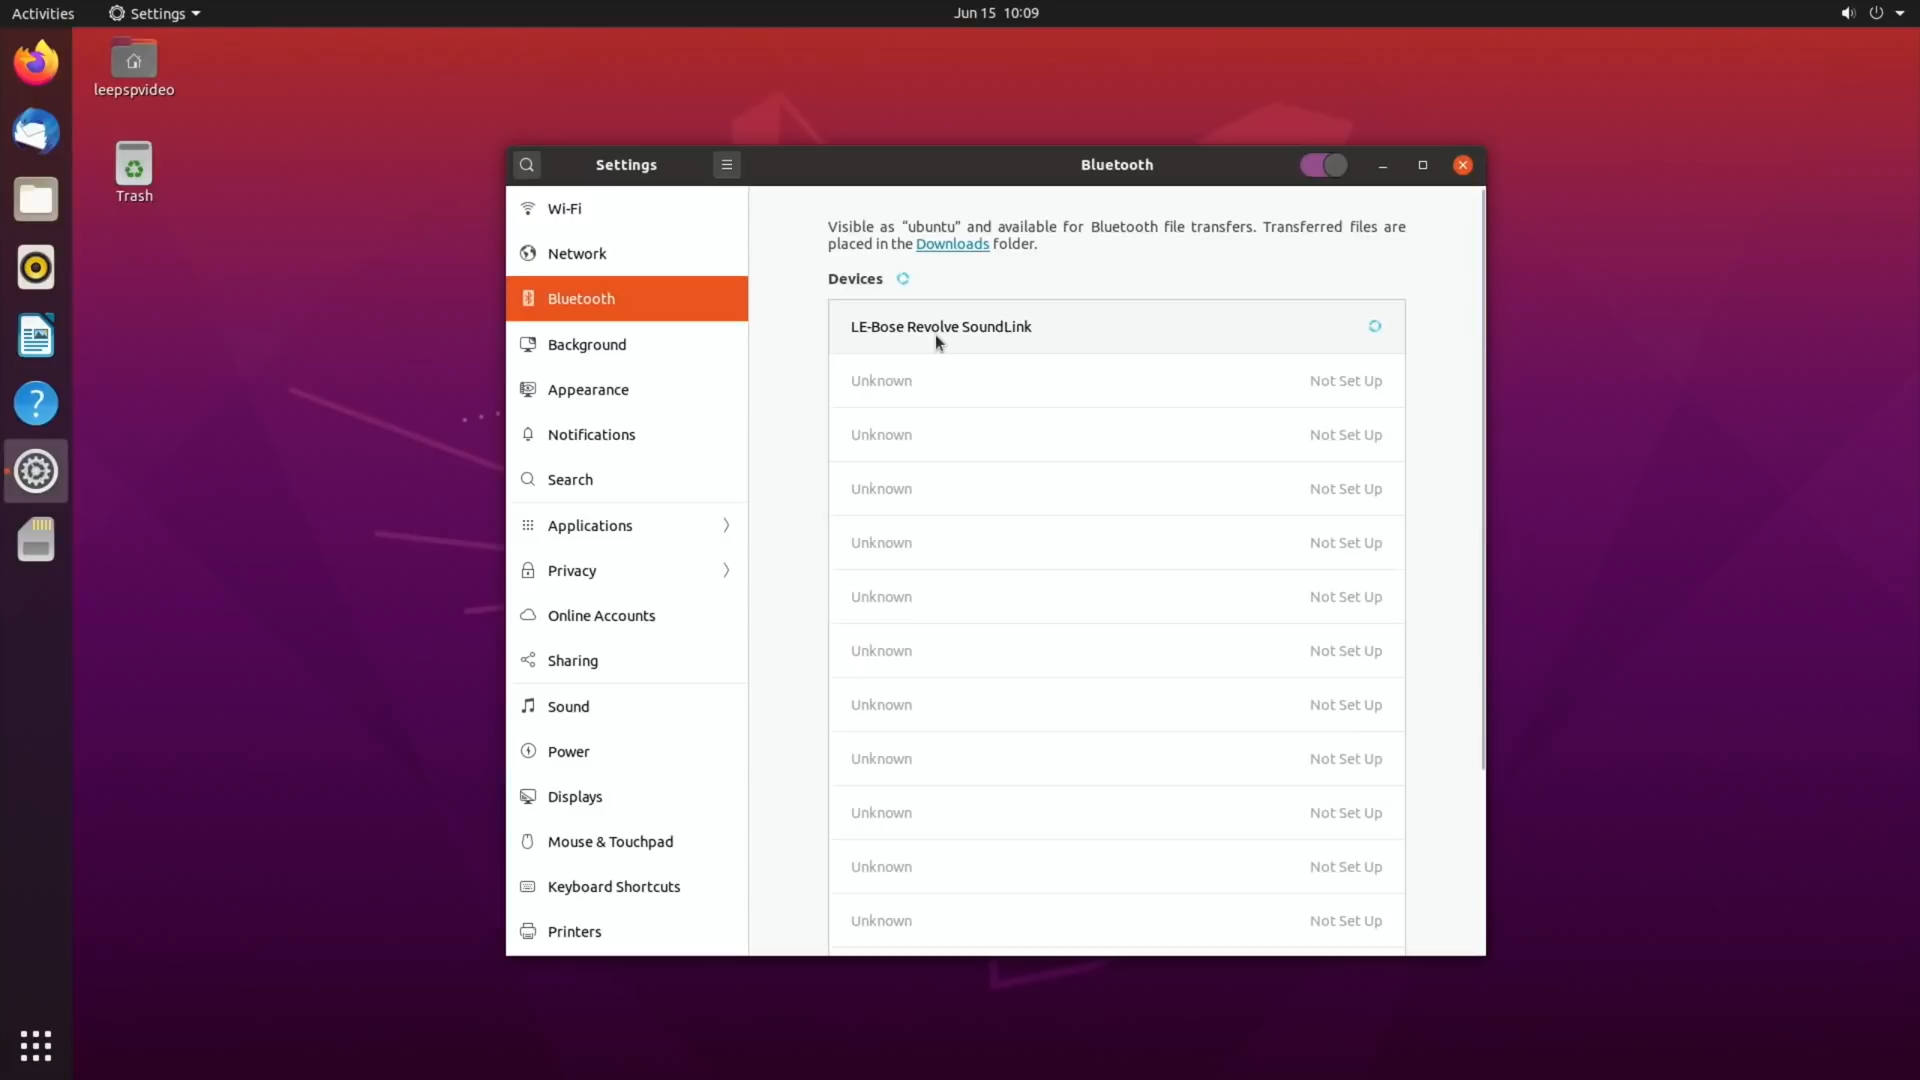 Activities
Settings
Jun 15 10:09
leepspvideo
Trash
Settings
Bluetooth
Wi-Fi
Network
Bluetooth
Background
Appearance
Notifications
Search
Applications
Privacy
Online Accounts
Sharing
Sound
Power
Displays
Mouse & Touchpad
Keyboard Shortcuts
Printers
Visible as “ubuntu” and available for Bluetooth file transfers. Transferred files are
placed in the Downloads folder.
Devices
LE-Bose Revolve SoundLink
Unknown Not Set Up
Unknown Not Set Up
Unknown Not Set Up
Unknown Not Set Up
Unknown Not Set Up
Unknown Not Set Up
Unknown Not Set Up
Unknown Not Set Up
Unknown Not Set Up
Unknown Not Set Up
Unknown Not Set Up